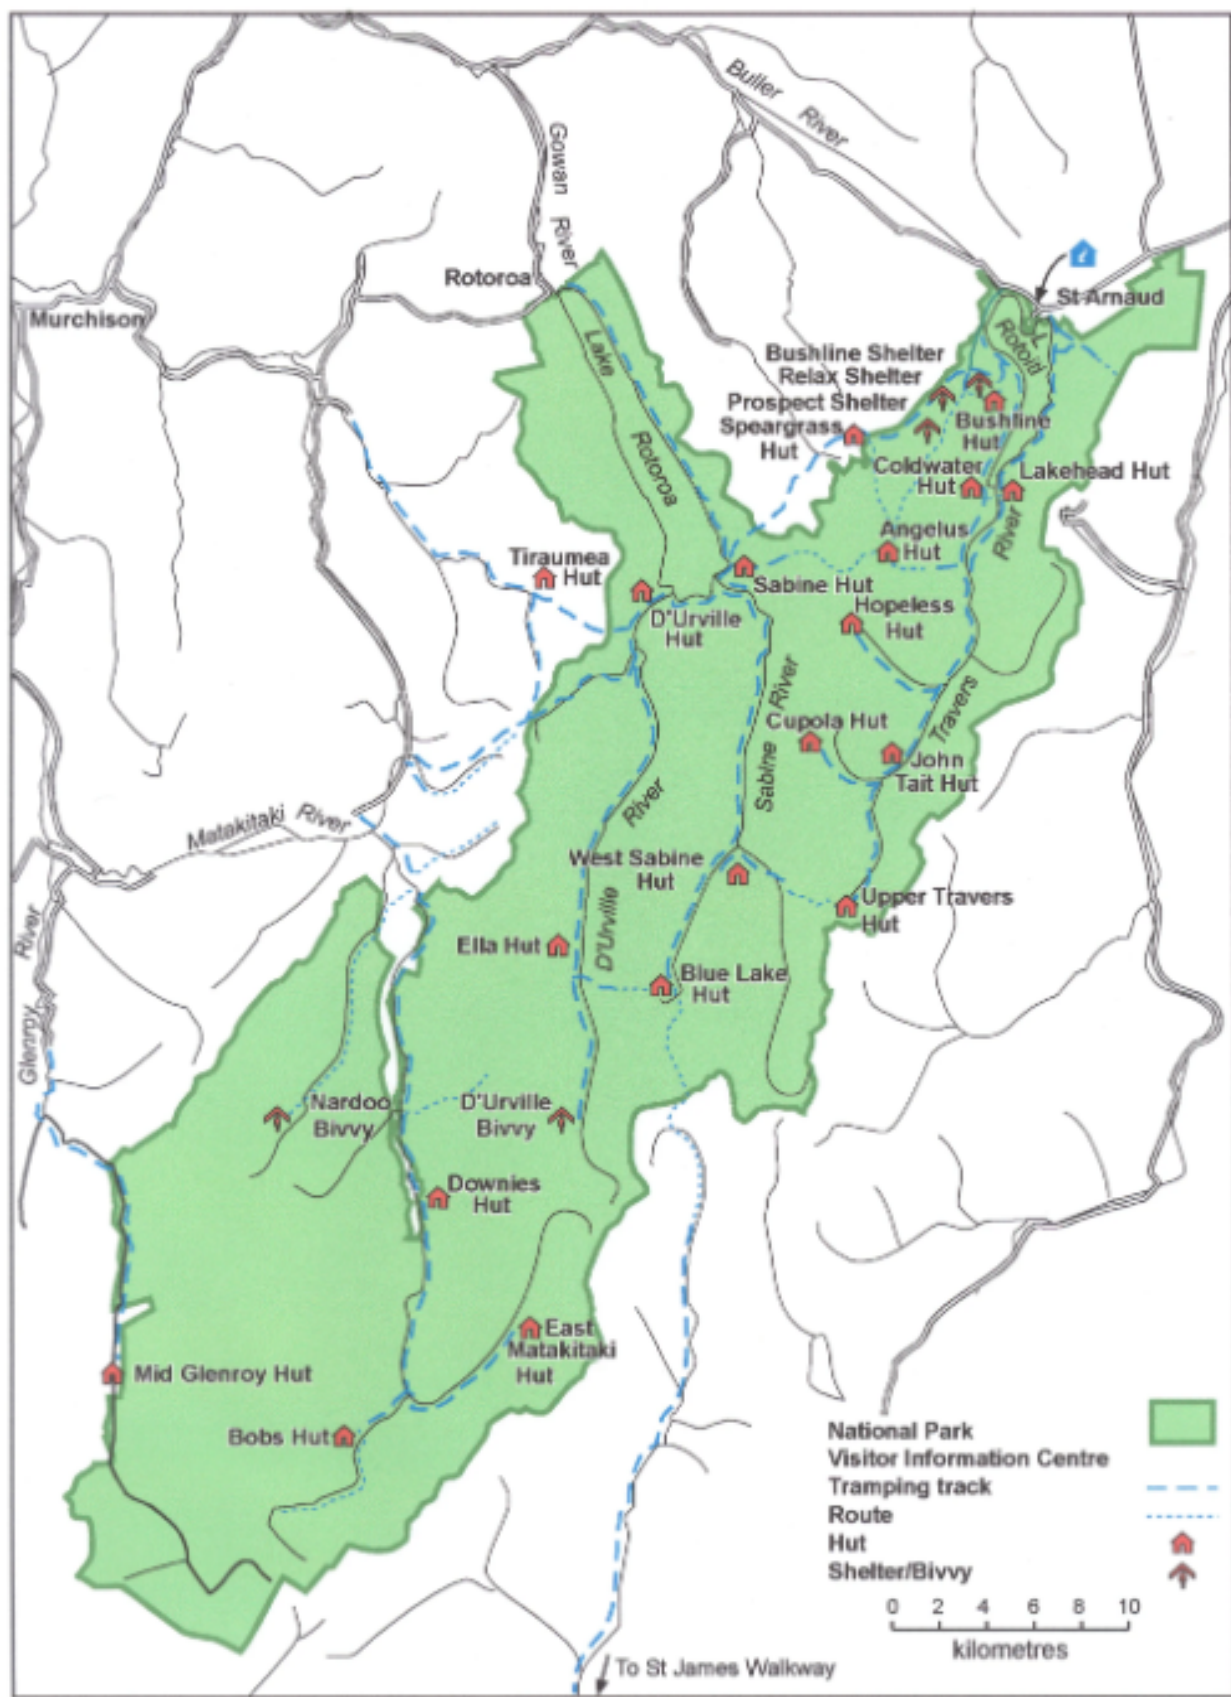 Buller
River
Gowan
River
Rotoroa
Murchison
St Arnaud
Lake
Rotoroa
L
Rotoiti
Bushline Shelter
Relax Shelter
Prospect Shelter
Speargrass
Hut
Bushline
Hut
Coldwater
Hut
Lakehead Hut
River
Angelus
Hut
Tiraumea
Hut
Sabine Hut
D'Urville
Hut
Hopeless
Hut
Sabine River
Cupola Hut
Travers
John
Tait Hut
River
Matakitaki River
West Sabine
Hut
Upper Travers
Hut
Glenroy River
Ella Hut
D'Urville
Blue Lake
Hut
Nardoo
Bivvy
D'Urville
Bivvy
Downies
Hut
East
Matakitaki
Hut
Mid Glenroy Hut
Bobs Hut
National Park
Visitor Information Centre
Tramping track
Route
Hut
Shelter/Bivvy
0 2 4 6 8 10
kilometres
To St James Walkway